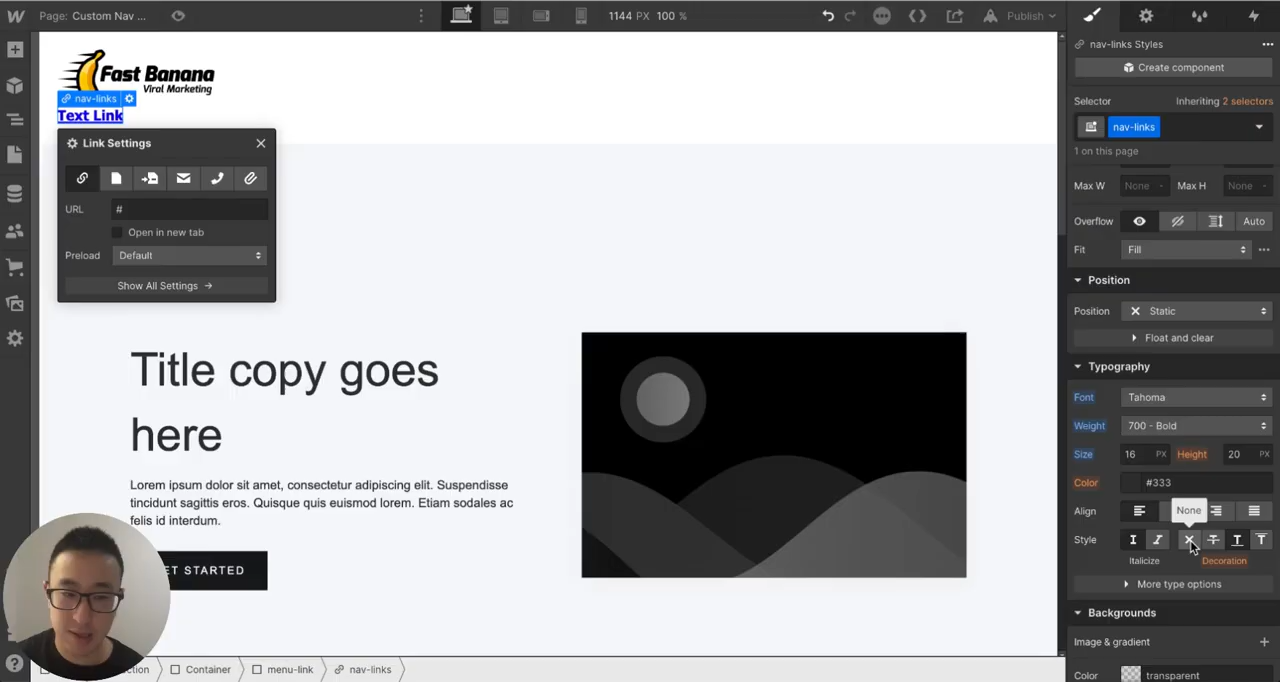 Page: Custom Nav ...
1144 PX 100 %
Publish
Fast Banana
Viral Marketing
nav-links
Text Link
Link Settings
URL
#
Open in new tab
Preload
Default
Show All Settings
Title copy goes
here
Lorem ipsum dolor sit amet, consectetur adipiscing elit. Suspendisse
tincidunt sagittis eros. Quisque quis euismod lorem. Etiam sodales ac
felis id interdum.
ET STARTED
Container
menu-link
nav-links
nav-links Styles
Create component
Selector
Inheriting 2 selectors
nav-links
1 on this page
Max W
None
-
Max H
None
-
Overflow
Auto
Fit
Fill
Position
Position
Static
Float and clear
Typography
Font
Tahoma
Weight
700 - Bold
Size
16 PX
Height
20 PX
Color
#333
Align
None
Style
Italicize
Decoration
More type options
Backgrounds
Image & gradient
Color
transparent